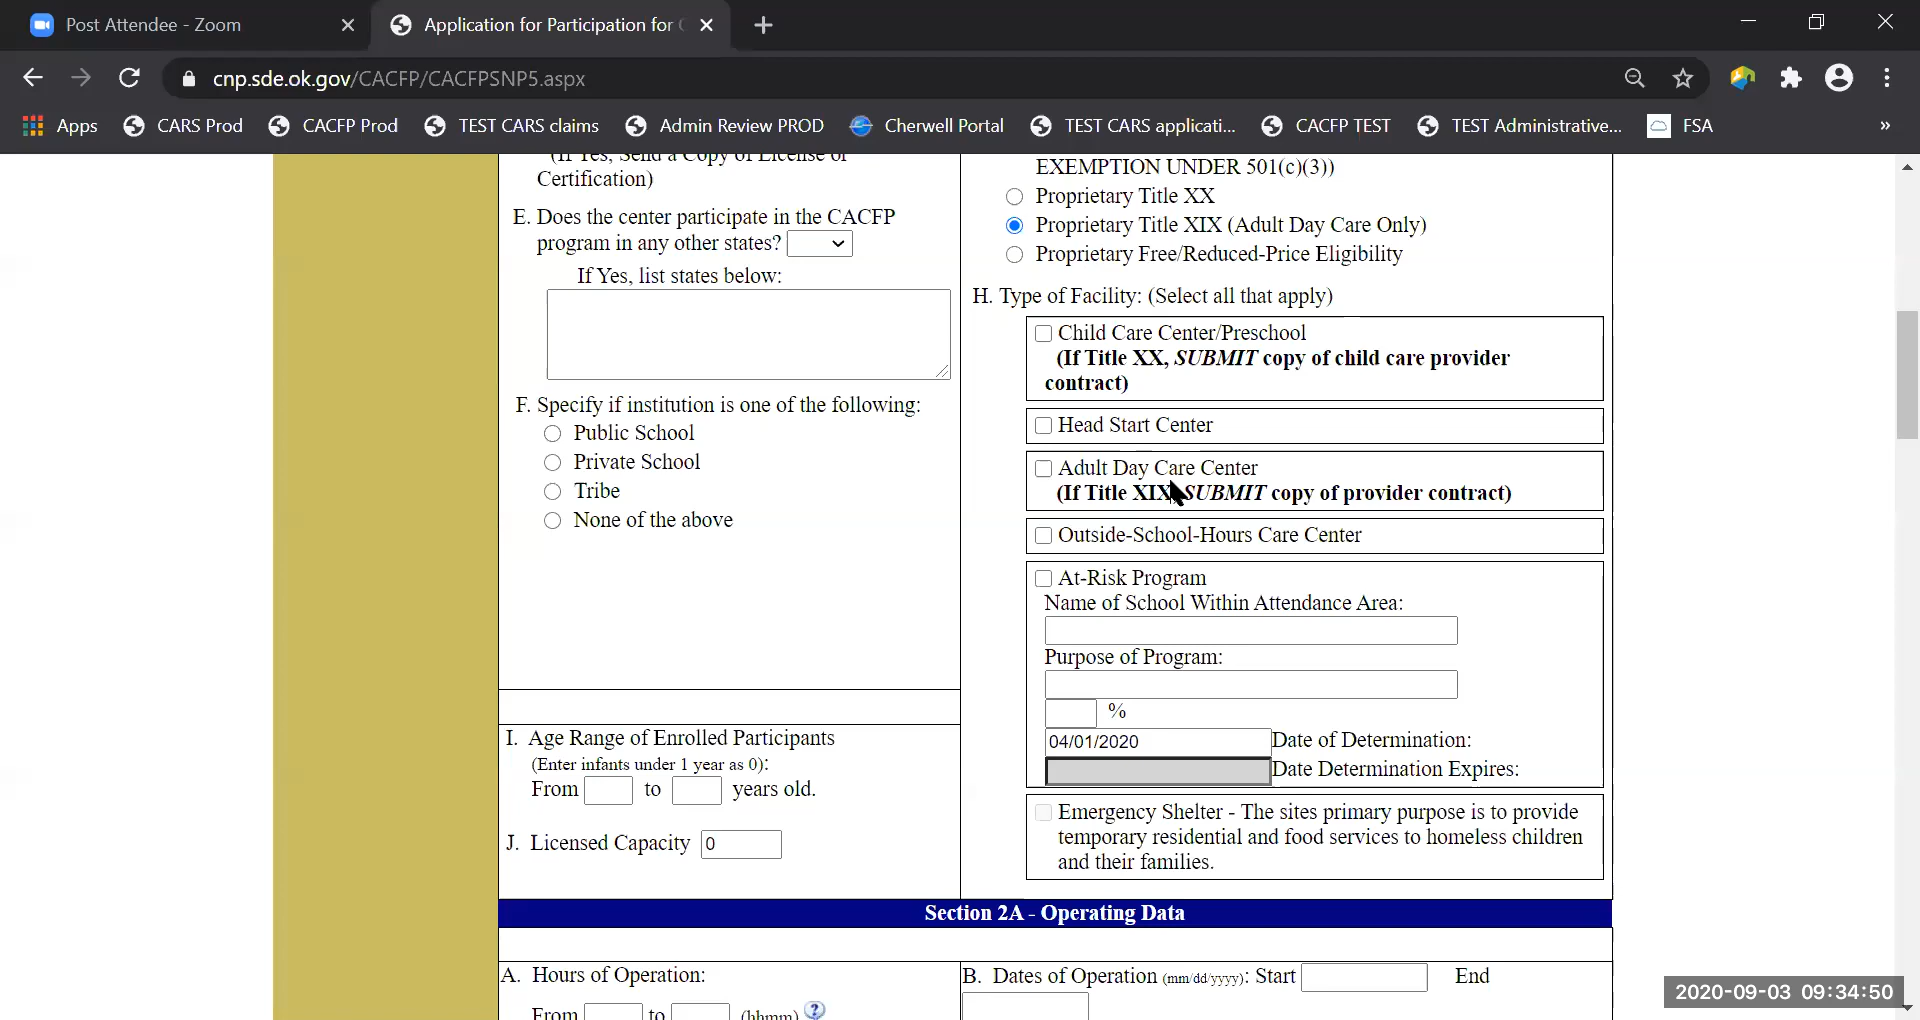 Post Attendee - Zoom
Application for Participation for
cnp.sde.ok.gov/CACFP/CACFPSNP5.aspx
Apps
CARS Prod
CACFP Prod
TEST CARS claims
Admin Review PROD
Cherwell Portal
TEST CARS applicati...
CACFP TEST
TEST Administrative...
FSA
»
(If Yes, Send a Copy of License or
Certification)
E. Does the center participate in the CACFP
program in any other states?
If Yes, list states below:
F. Specify if institution is one of the following:
Public School
Private School
Tribe
None of the above
I. Age Range of Enrolled Participants
(Enter infants under 1 year as 0):
From to years old.
J. Licensed Capacity 0
EXEMPTION UNDER 501(c)(3))
Proprietary Title XX
Proprietary Title XIX (Adult Day Care Only)
Proprietary Free/Reduced-Price Eligibility
H. Type of Facility: (Select all that apply)
Child Care Center/Preschool
(If Title XX, SUBMIT copy of child care provider
contract)
Head Start Center
Adult Day Care Center
(If Title XIX, SUBMIT copy of provider contract)
Outside-School-Hours Care Center
At-Risk Program
Name of School Within Attendance Area:
Purpose of Program:
%
04/01/2020 Date of Determination:
Date Determination Expires:
Emergency Shelter - The sites primary purpose is to provide
temporary residential and food services to homeless children
and their families.
Section 2A - Operating Data
A. Hours of Operation:
From to (hhmm) ?
B. Dates of Operation (mm/dd/yyyy): Start End
2020-09-03 09:34:50